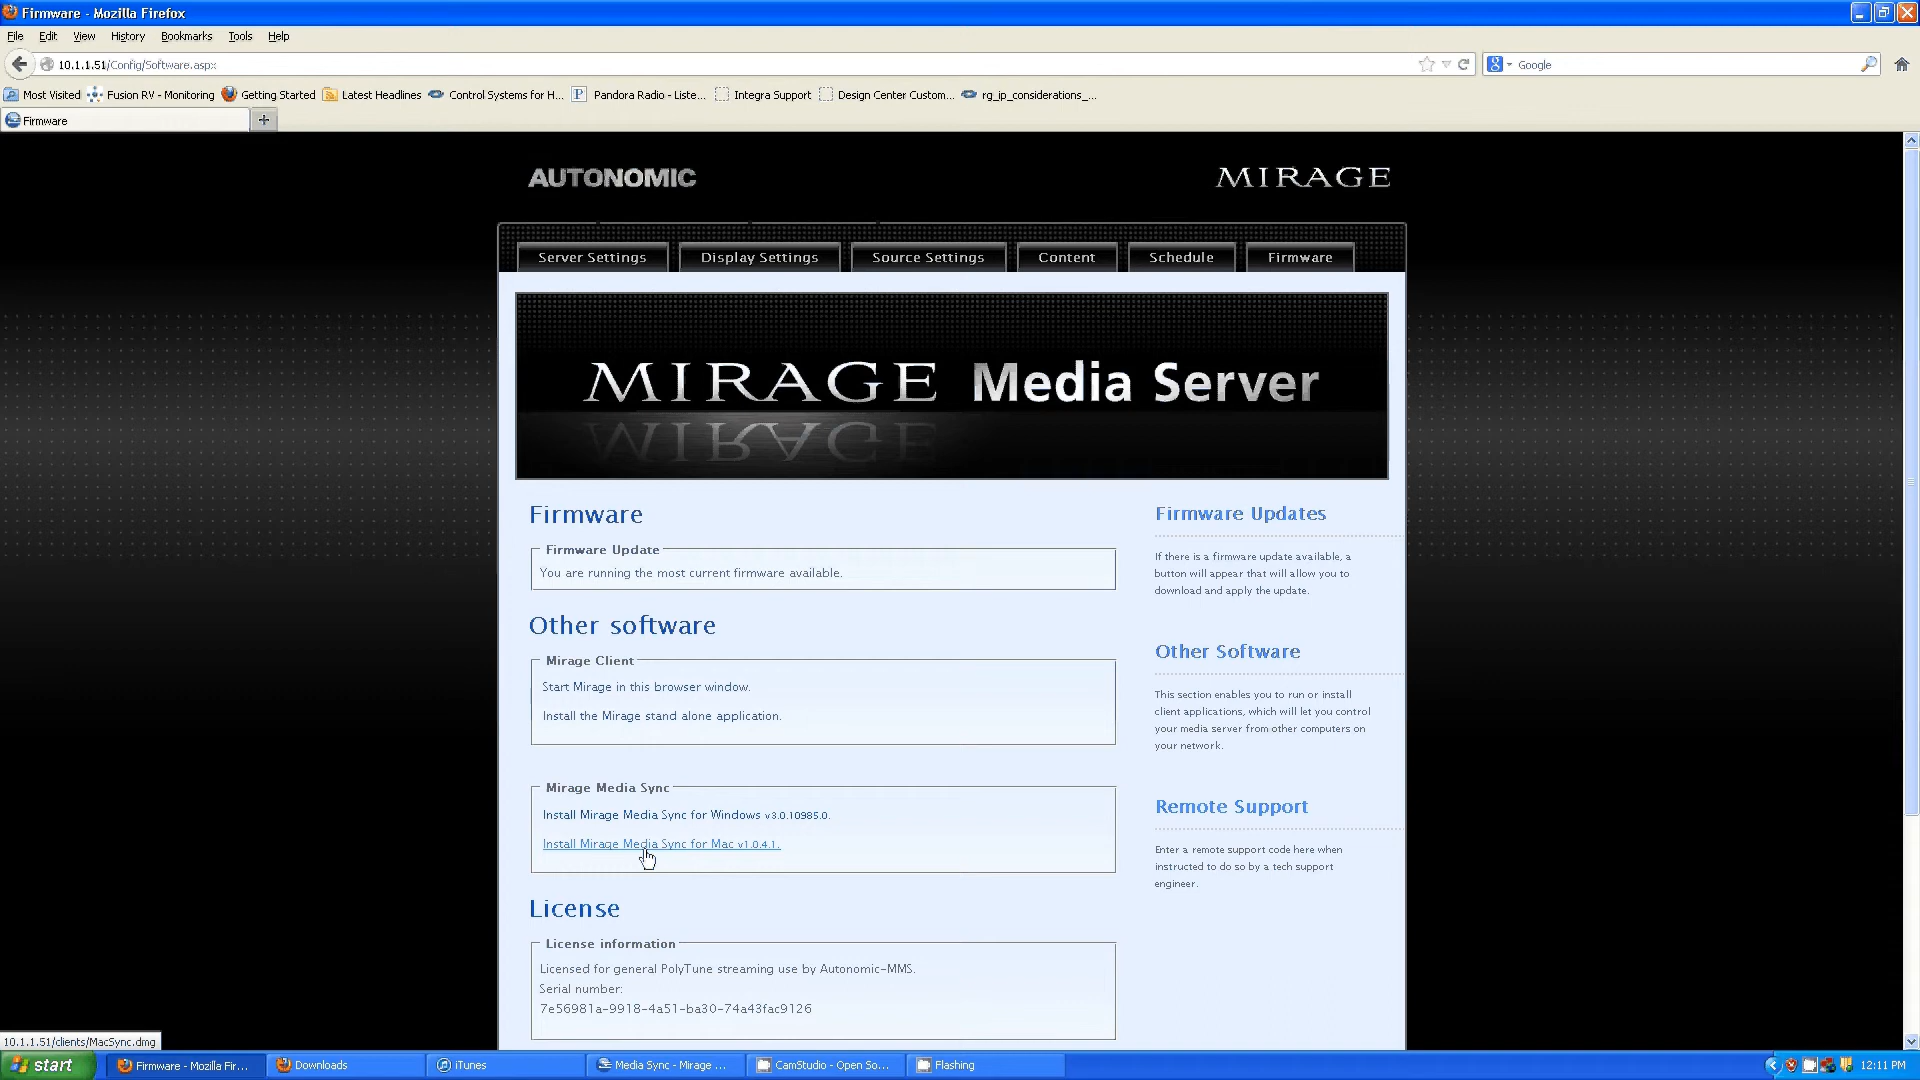 Firmware - Mozilla Firefox
File Edit View History Bookmarks Tools Help
10.1.1.51/Config/Software.aspx
Google
Most Visited Fusion RV - Monitoring Getting Started Latest Headlines Control Systems for H... Pandora Radio - Liste... Integra Support Design Center Custom... rg_ip_considerations_...
Firmware
AUTONOMIC
MIRAGE
Server Settings Display Settings Source Settings Content Schedule Firmware
MIRAGE Media Server
Firmware
Firmware Update
You are running the most current firmware available.
Other software
Mirage Client
Start Mirage in this browser window.
Install the Mirage stand alone application.
Mirage Media Sync
Install Mirage Media Sync for Windows v3.0.10985.0.
Install Mirage Media Sync for Mac v1.0.4.1.
License
License information
Licensed for general PolyTune streaming use by Autonomic-MMS.
Serial number:
7e56981a-9918-4a51-ba30-74a43fac9126
Firmware Updates
If there is a firmware update available, a
button will appear that will allow you to
download and apply the update.
Other Software
This section enables you to run or install
client applications, which will let you control
your media server from other computers on
your network.
Remote Support
Enter a remote support code here when
instructed to do so by a tech support
engineer.
10.1.1.51/clients/MacSync.dmg
start Firmware - Mozilla Fir... Downloads iTunes Media Sync - Mirage ... CamStudio - Open So... Flashing 12:11 PM